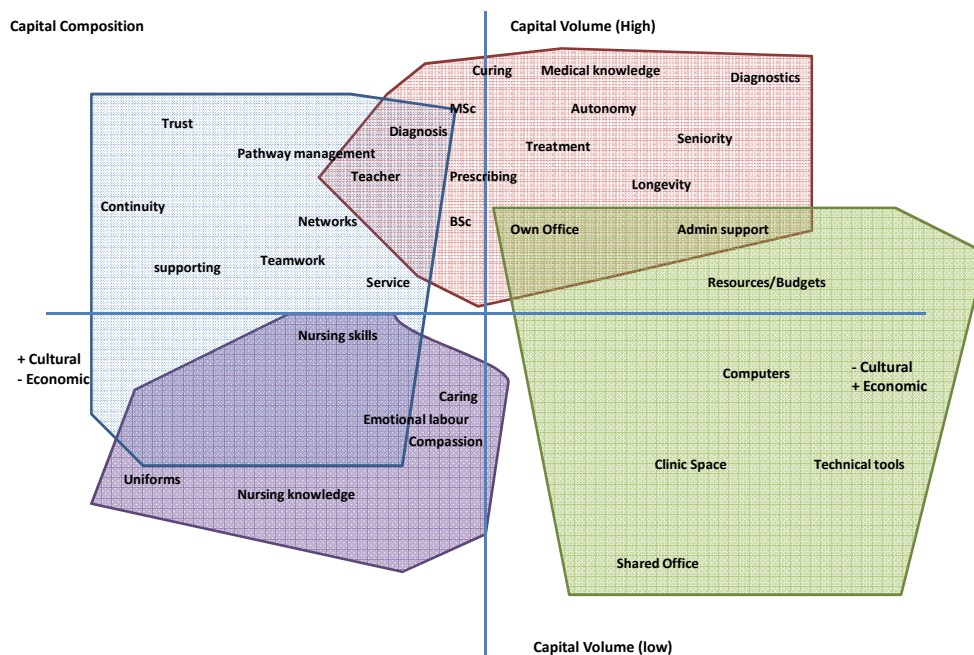 Capital Composition
Capital Volume (High)
Curing
Medical knowledge
Diagnostics
MSc
Autonomy
Trust
Diagnosis
Seniority
Pathway management
Treatment
Teacher
Prescribing
Longevity
Continuity
Networks
BSc
Own Office
Admin support
supporting
Teamwork
Service
Resources/Budgets
Nursing skills
+ Cultural
- Economic
Computers
- Cultural
+ Economic
Caring
Emotional labour
Compassion
Clinic Space
Technical tools
Uniforms
Nursing knowledge
Shared Office
Capital Volume (low)